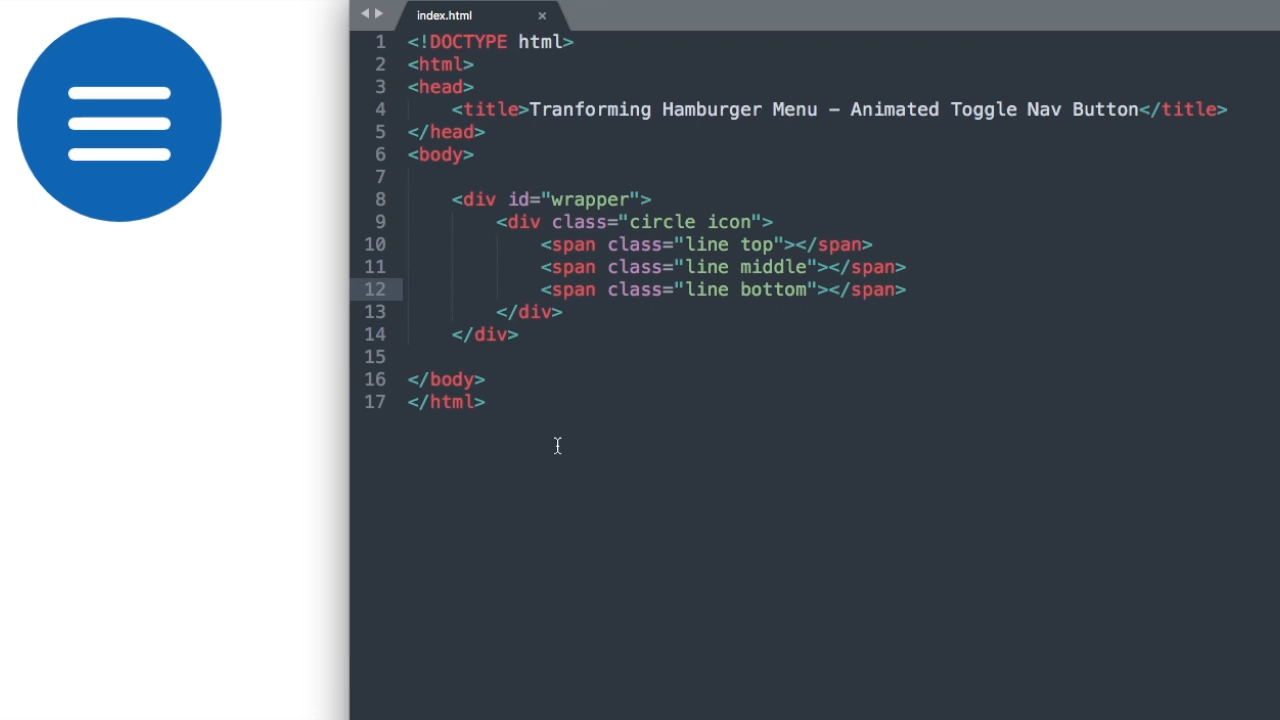 index.html ×
1 <!DOCTYPE html>
2 <html>
3 <head>
4 <title>Tranforming Hamburger Menu – Animated Toggle Nav Button</title>
5 </head>
6 <body>
7
8 <div id="wrapper">
9 <div class="circle icon">
10 <span class="line top"></span>
11 <span class="line middle"></span>
12 <span class="line bottom"></span>
13 </div>
14 </div>
15
16 </body>
17 </html>